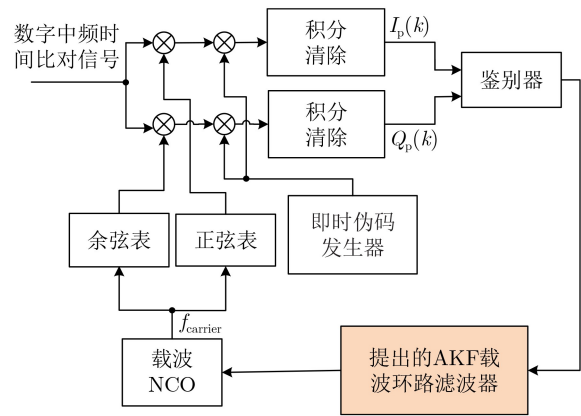 数字中频时
间比对信号
积分
清除
I_p(k)
鉴别器
积分
清除
Q_p(k)
余弦表
正弦表
即时伪码
发生器
f_carrier
载波
NCO
提出的AKF载
波环路滤波器